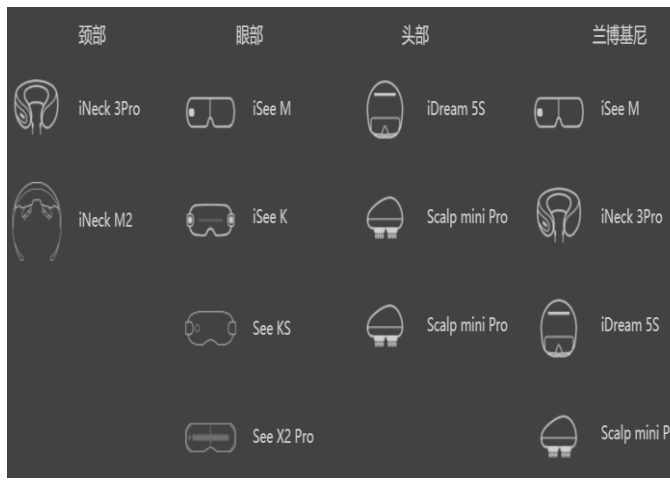 颈部 眼部 头部 兰博基尼
iNeck 3Pro iSee M iDream 5S iSee M
iNeck M2 iSee K Scalp mini Pro iNeck 3Pro
See KS Scalp mini Pro iDream 5S
See X2 Pro Scalp mini P